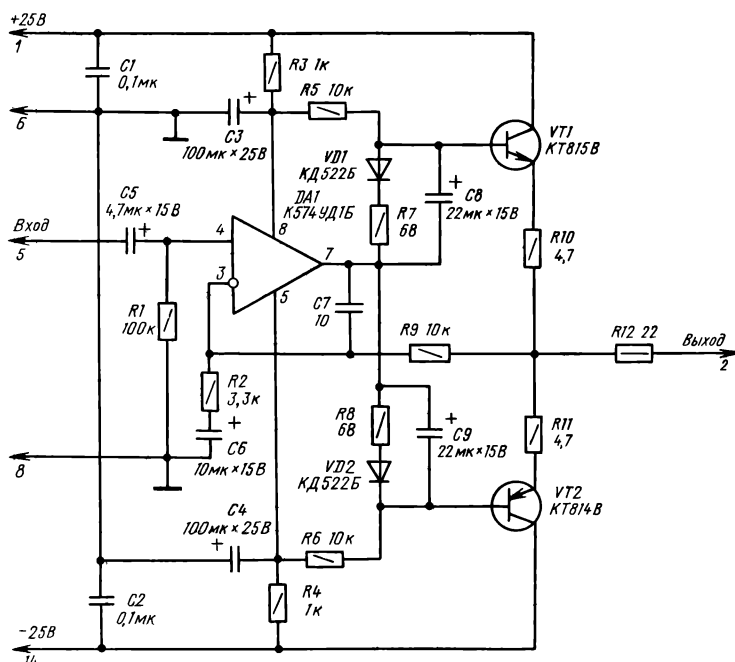 +25В
1
C1
0,1мк
R3 1к
R5 10к
6
+
C3
100мк×25В
VT1
КТ815В
VD1
КД522Б
DA1
К574УД1Б
+
C8
22мк×15В
C5
4,7мк×15В
Вход
5
+
4
8
7
3
5
R7
68
R10
4,7
R1
100к
C7
10
R9 10к
R12 22
Выход
2
R2
3,3к
+
C6
10мк×15В
R8
68
+
C9
22мк×15В
R11
4,7
8
VD2
КД522Б
VT2
КТ814В
C4
100мк×25В
+
R6 10к
C2
0,1мк
R4
1к
-25В
14